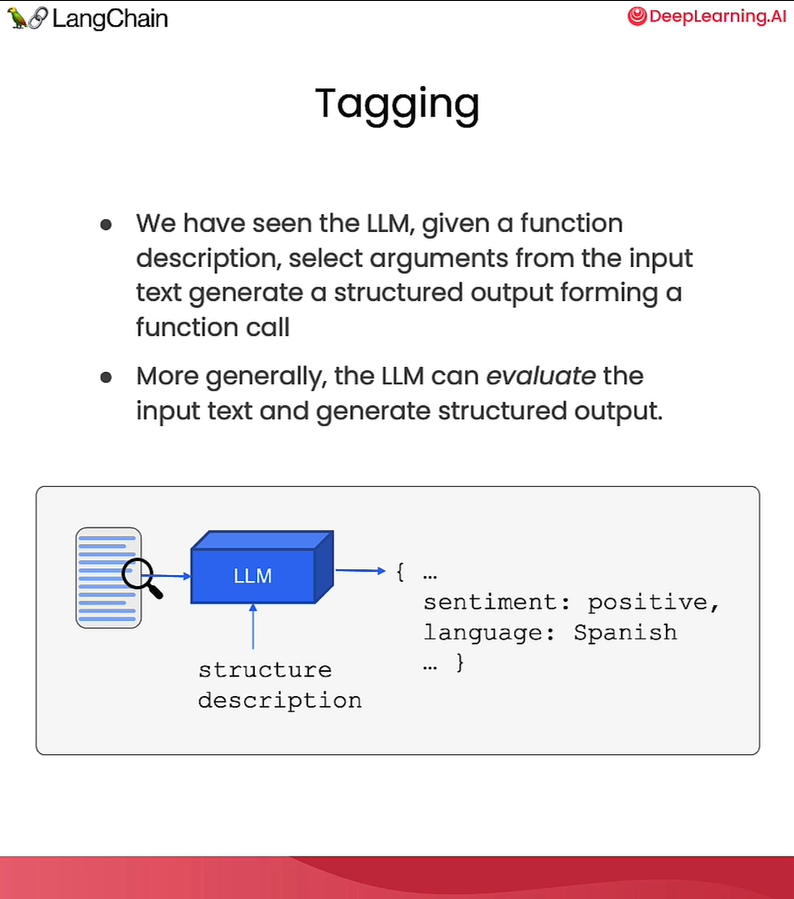 LangChain
DeepLearning.AI
Tagging
● We have seen the LLM, given a function
description, select arguments from the input
text generate a structured output forming a
function call
● More generally, the LLM can evaluate the
input text and generate structured output.
LLM
structure
description
{ …
sentiment: positive,
language: Spanish
… }